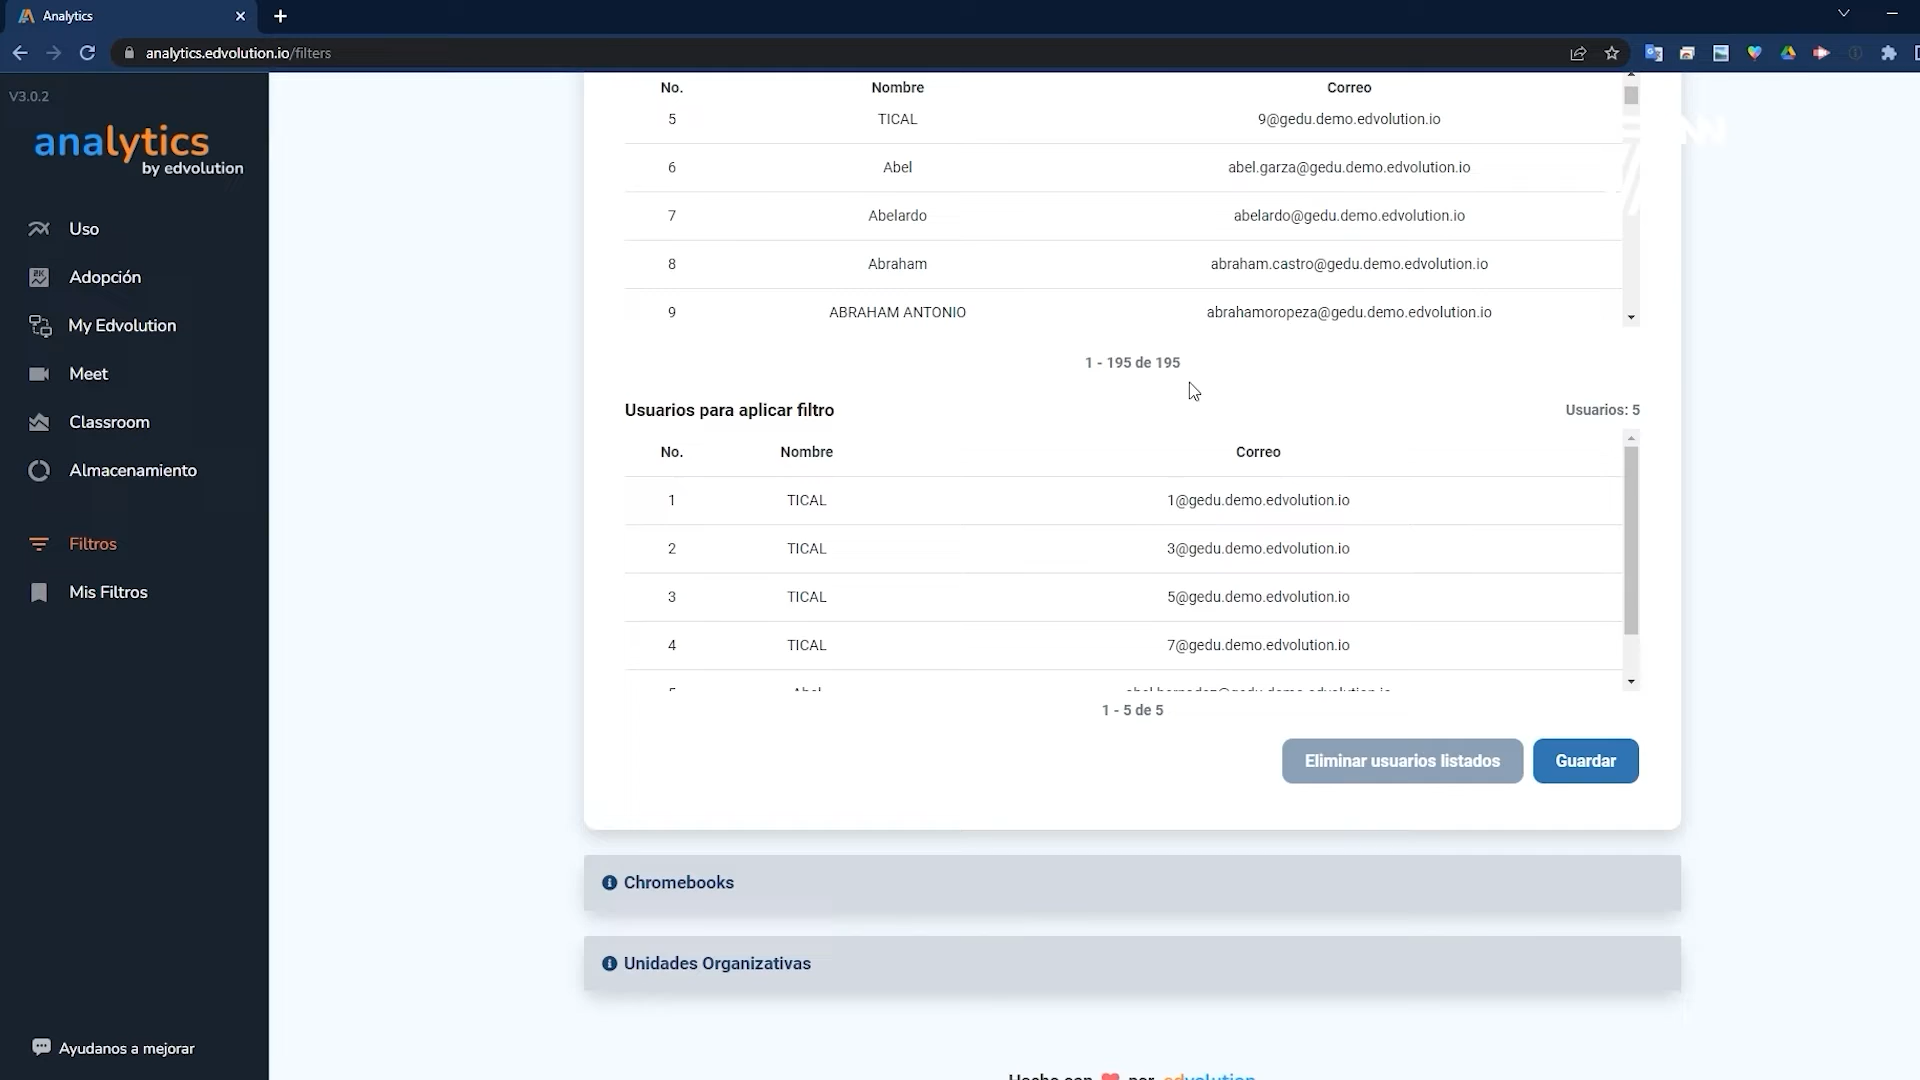 Analytics
analytics.edvolution.io/filters
V3.0.2
analytics
by edvolution
Uso
Adopción
My Edvolution
Meet
Classroom
Almacenamiento
Filtros
Mis Filtros
Ayudanos a mejorar
No. Nombre Correo
5 TICAL 9@gedu.demo.edvolution.io
6 Abel abel.garza@gedu.demo.edvolution.io
7 Abelardo abelardo@gedu.demo.edvolution.io
8 Abraham abraham.castro@gedu.demo.edvolution.io
9 ABRAHAM ANTONIO abrahamoropeza@gedu.demo.edvolution.io
1 - 195 de 195
Usuarios para aplicar filtro Usuarios: 5
No. Nombre Correo
1 TICAL 1@gedu.demo.edvolution.io
2 TICAL 3@gedu.demo.edvolution.io
3 TICAL 5@gedu.demo.edvolution.io
4 TICAL 7@gedu.demo.edvolution.io
1 - 5 de 5
Eliminar usuarios listados Guardar
Chromebooks
Unidades Organizativas
Hecho con por edvolution